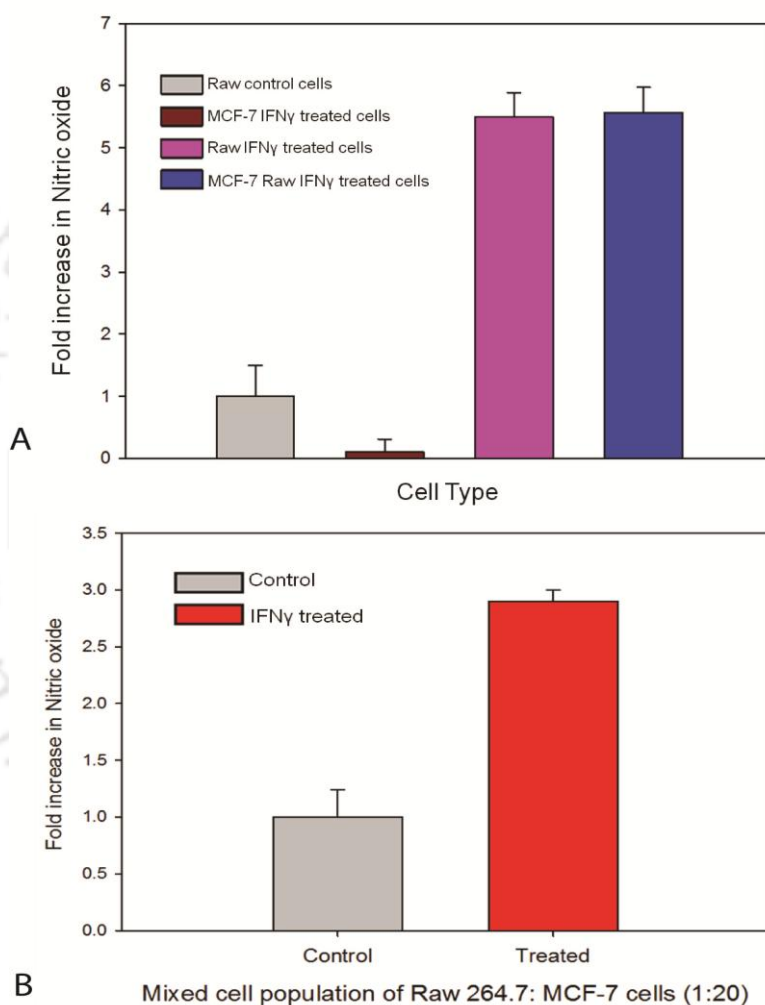 7
6
5
4
3
2
1
0
Fold increase in Nitric oxide
Raw control cells
MCF-7 IFNγ treated cells
Raw IFNγ treated cells
MCF-7 Raw IFNγ treated cells
A
Cell Type
3.5
3.0
2.5
2.0
1.5
1.0
0.5
0.0
Fold increase in Nitric oxide
Control
IFNγ treated
Control Treated
B Mixed cell population of Raw 264.7: MCF-7 cells (1:20)